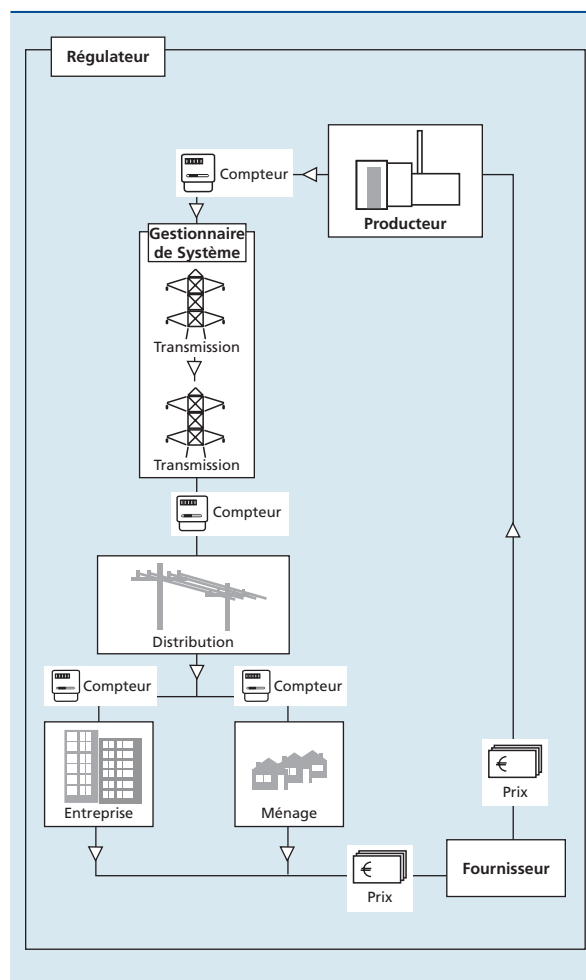 Régulateur
Compteur
Producteur
Gestionnaire
de Système
Transmission
Transmission
Compteur
Distribution
Compteur
Compteur
Entreprise
Ménage
€
Prix
Fournisseur
€
Prix